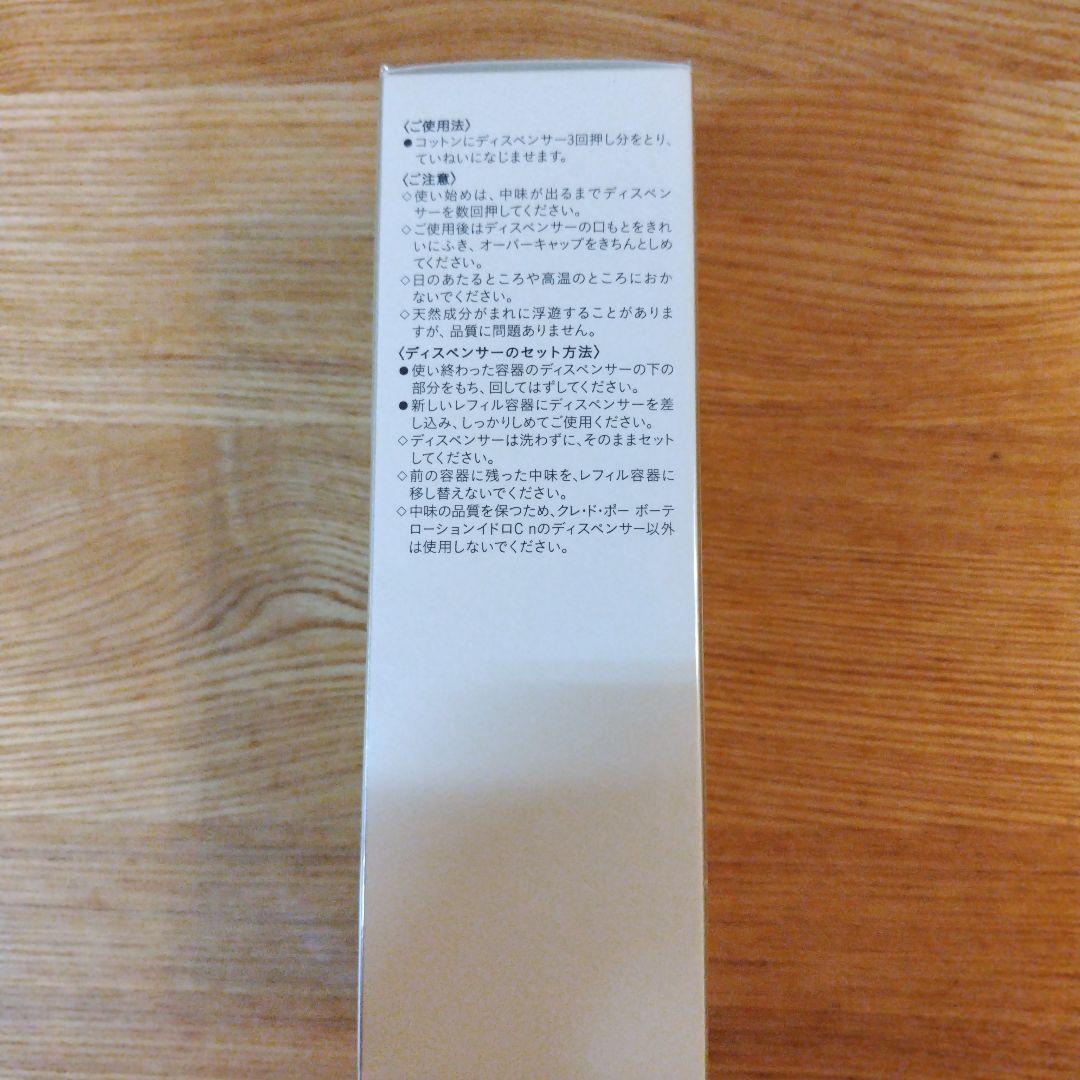 〈ご使用法〉
●コットンにディスペンサー3回押し分をとり、
ていねいになじませます。
〈ご注意〉
◇使い始めは、中味が出るまでディスペン
サーを数回押してください。
◇ご使用後はディスペンサーの口もとをきれ
いにふき、オーバーキャップをきちんとしめ
てください。
◇日のあたるところや高温のところにおか
ないでください。
◇天然成分がまれに浮遊することがありま
すが、品質に問題ありません。
〈ディスペンサーのセット方法〉
●使い終わった容器のディスペンサーの下の
部分をもち、回してはずしてください。
●新しいレフィル容器にディスペンサーを差
し込み、しっかりしめてご使用ください。
◇ディスペンサーは洗わずに、そのままセット
してください。
◇前の容器に残った中味を、レフィル容器に
移し替えないでください。
◇中味の品質を保つため、クレ・ド・ポー ボーテ
ローションイドロC nのディスペンサー以外
は使用しないでください。